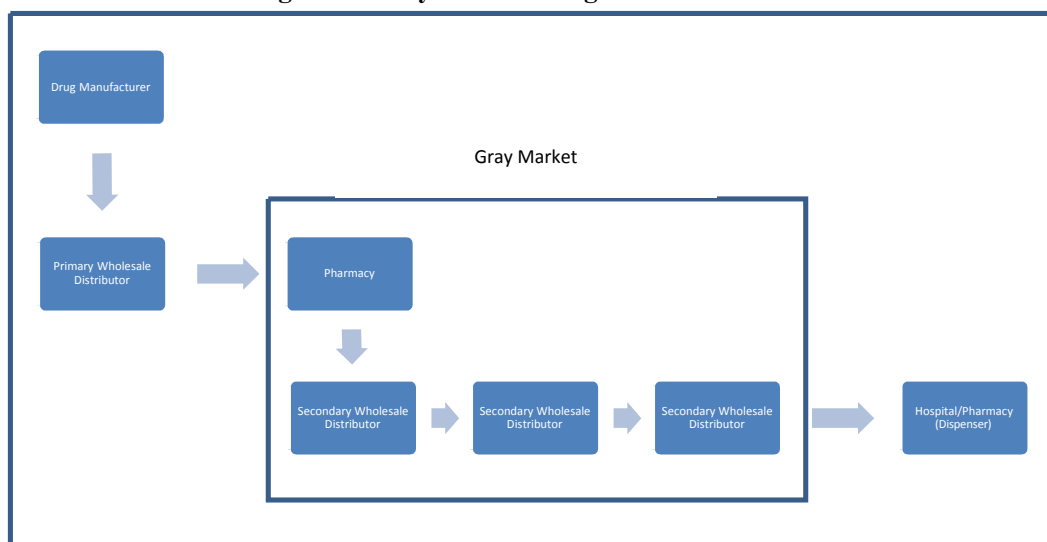 Drug Manufacturer
Gray Market
Primary Wholesale
Distributor
Pharmacy
Secondary Wholesale
Distributor
Secondary Wholesale
Distributor
Secondary Wholesale
Distributor
Hospital/Pharmacy
(Dispenser)